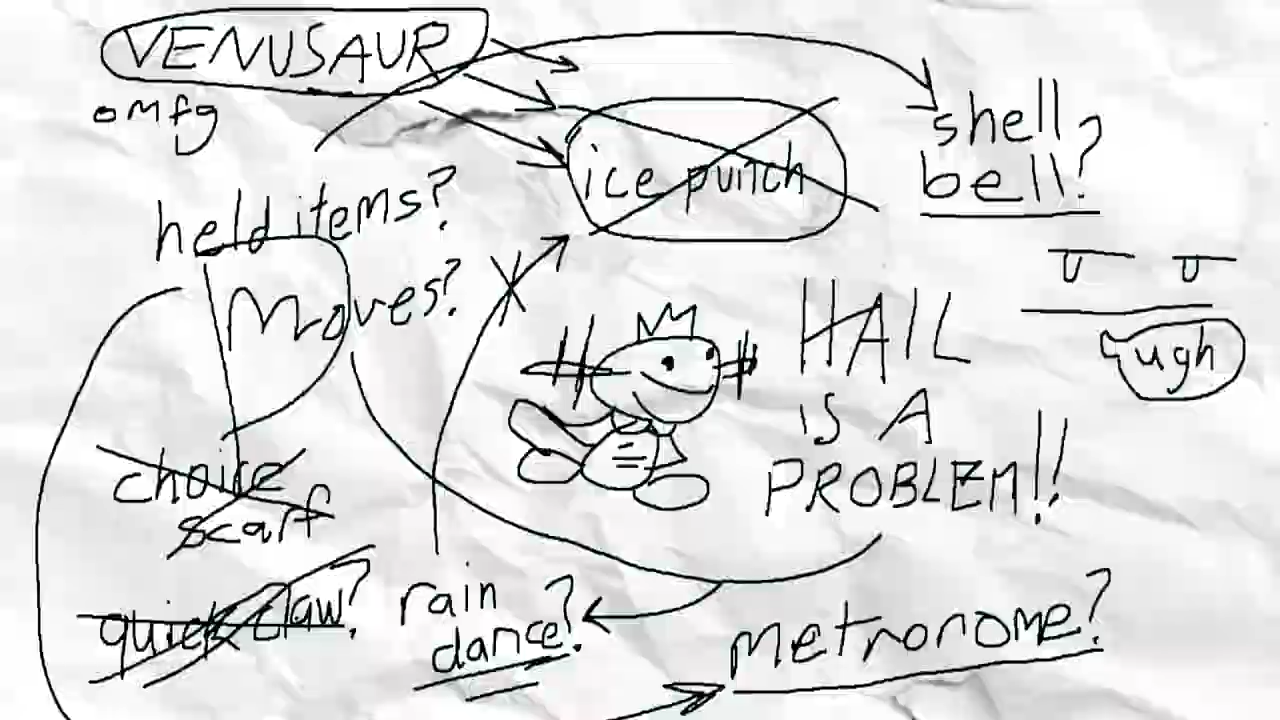 VENUSAUR
omfg
ice punch
shell
bell?
held items?
Moves?
HAIL
IS A
PROBLEM!!
ugh
choice
scarf
quick claw?
rain
dance?
metronome?